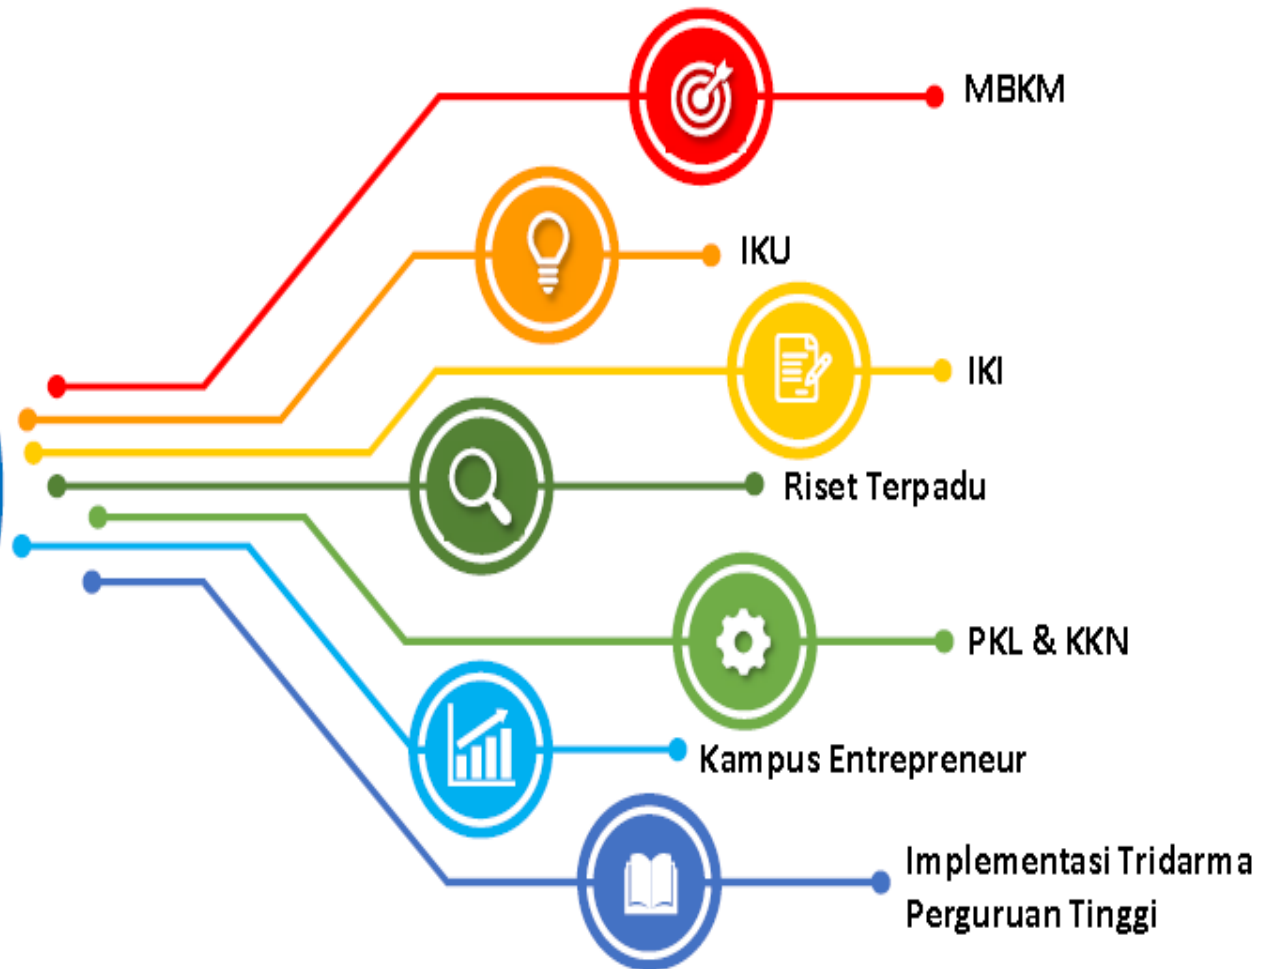 MBKM
IKU
IKI
Riset Terpadu
PKL & KKN
Kampus Entrepreneur
Implementasi Tridarma
Perguruan Tinggi